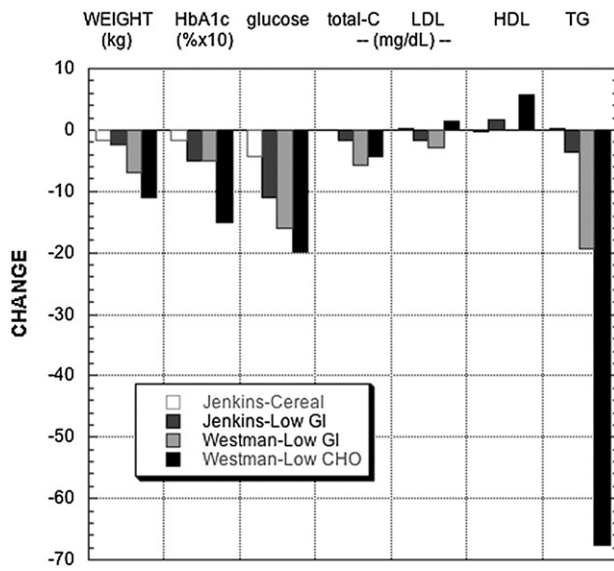 WEIGHT HbA1c glucose total-C LDL HDL TG
(kg) (%x10) -- (mg/dL) --
10
0
-10
-20
-30
-40
-50
-60
-70
CHANGE
Jenkins-Cereal
Jenkins-Low GI
Westman-Low GI
Westman-Low CHO